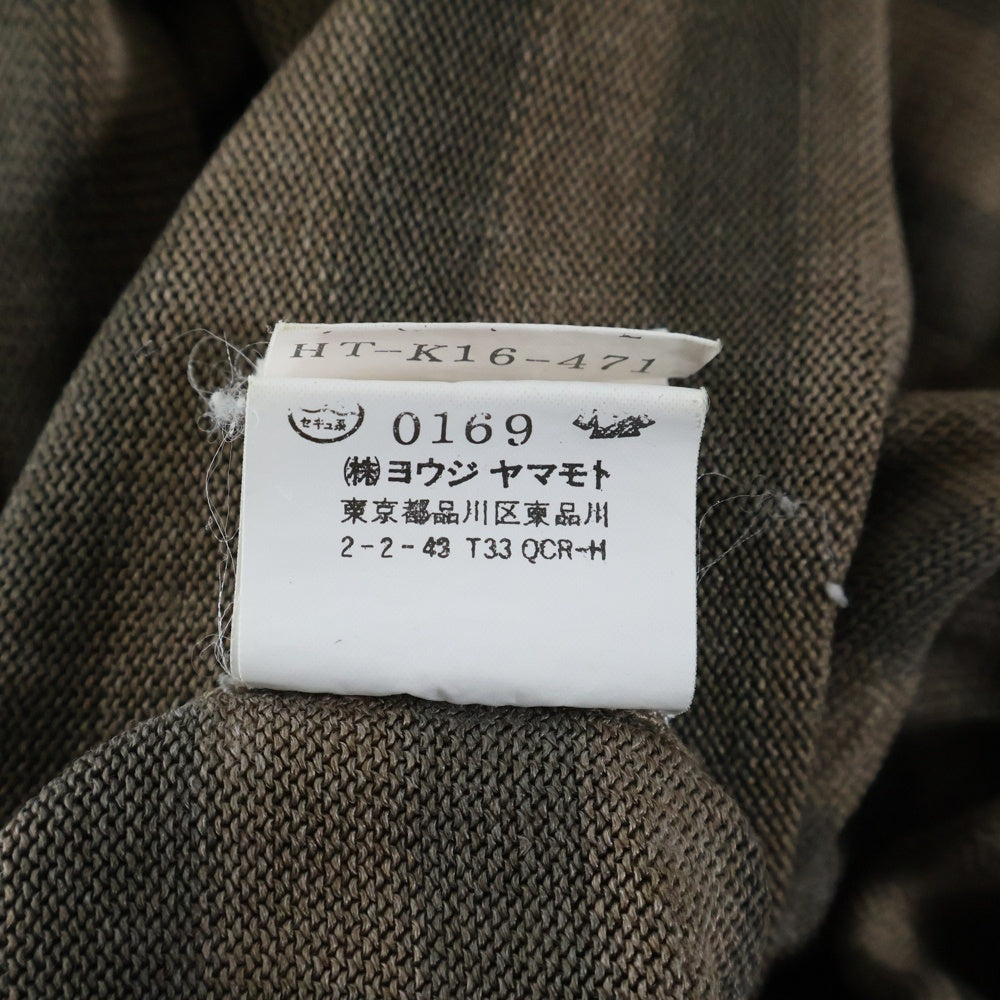 HT-K16-471
セキユ系 0169
㈱ヨウジ ヤマモト
東京都品川区東品川
2-2-43 T33 QCR-H